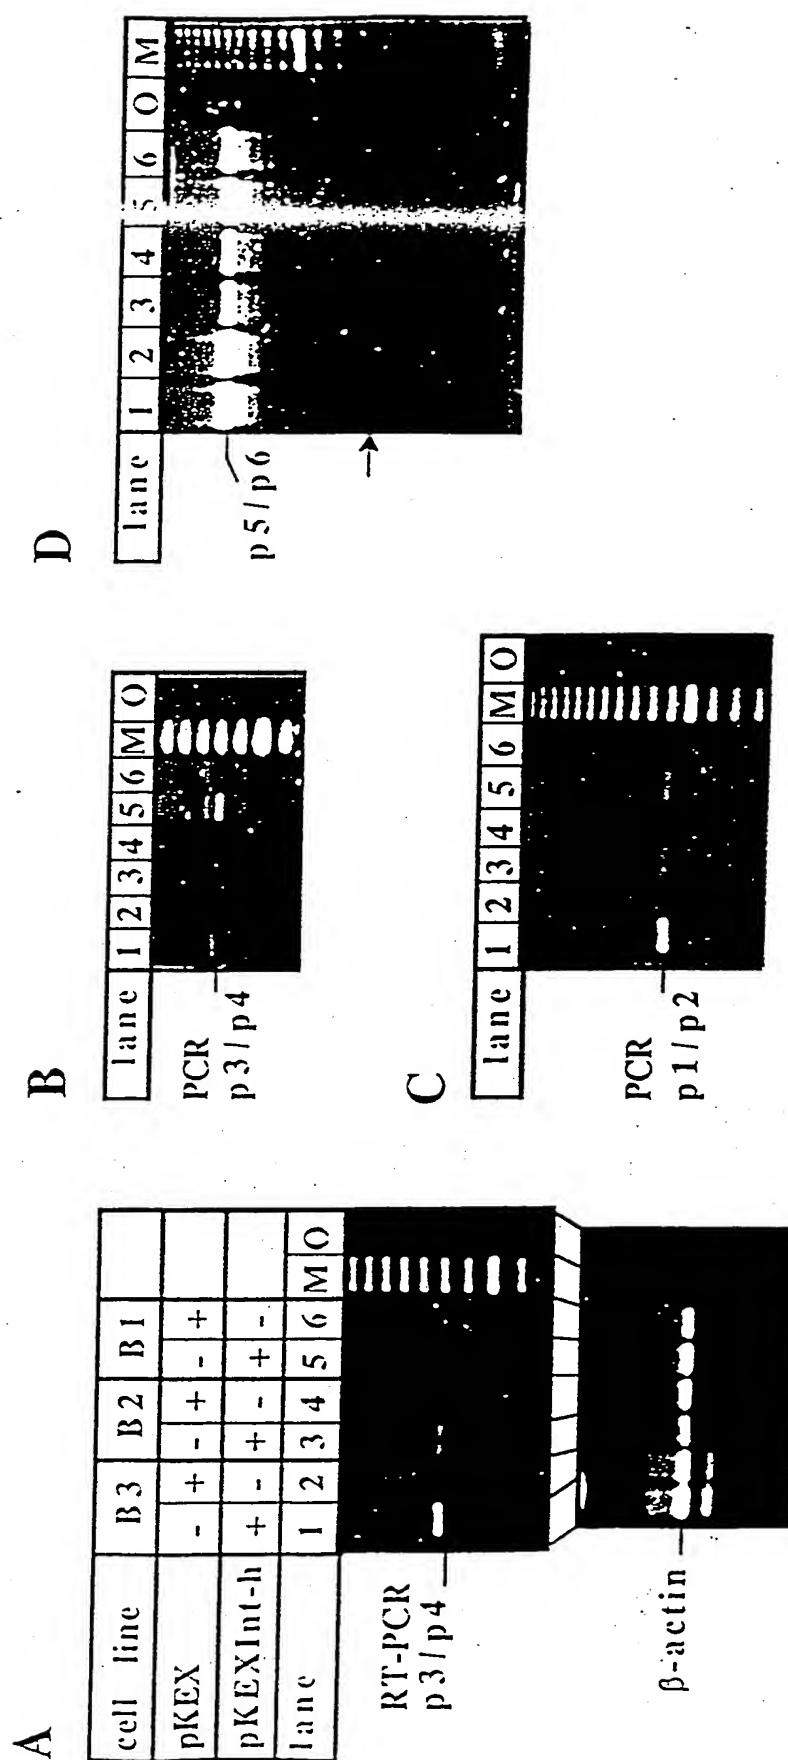 A
cell line B3 B2 B1
pKEX - + - + - +
pKEXInt-h + - + - + -
lane 1 2 3 4 5 6 M O
RT-PCR
p3/p4
β-actin
B
lane 1 2 3 4 5 6 M O
PCR
p3/p4
C
lane 1 2 3 4 5 6 M O
PCR
p1/p2
D
lane 1 2 3 4 5 6 O M
p5/p6
→